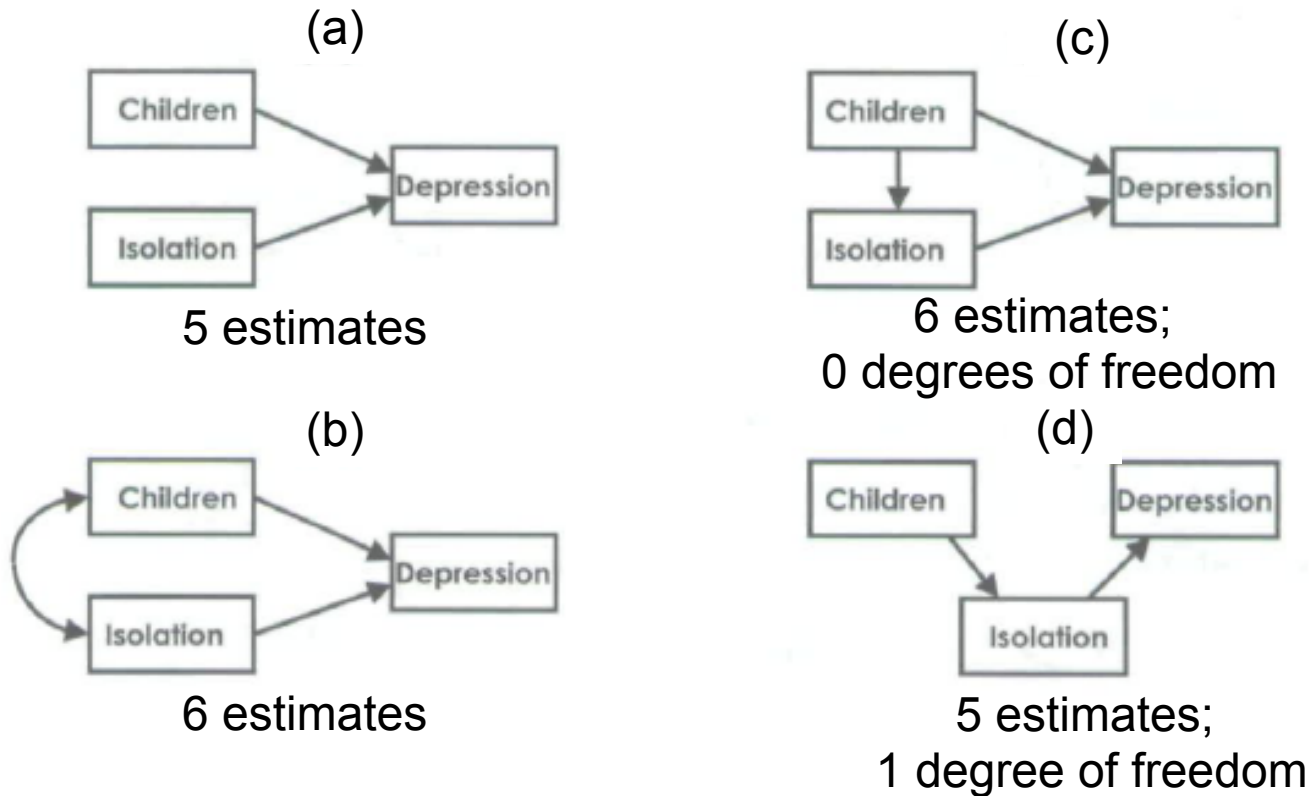 (a)
Children
Depression
Isolation
5 estimates
(b)
Children
Depression
Isolation
6 estimates
(c)
Children
Depression
Isolation
6 estimates;
0 degrees of freedom
(d)
Children
Depression
Isolation
5 estimates;
1 degree of freedom